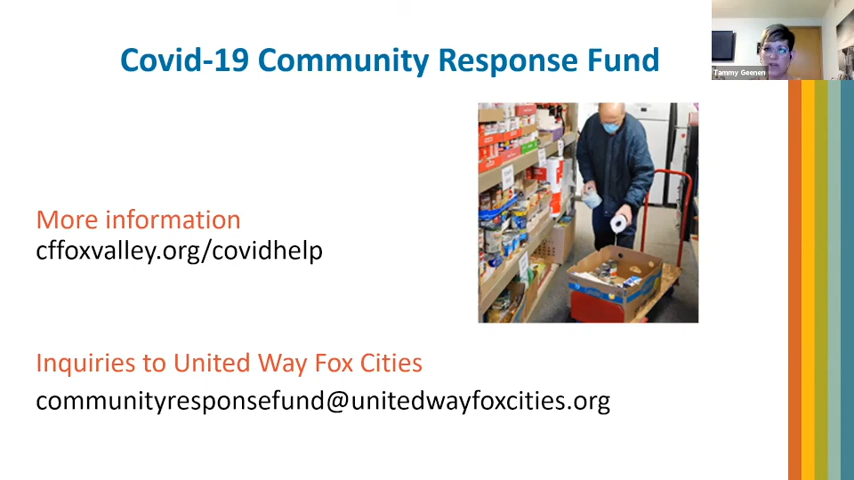 Covid-19 Community Response Fund
Tammy Geenen
More information
cffoxvalley.org/covidhelp
Inquiries to United Way Fox Cities
communityresponsefund@unitedwayfoxcities.org